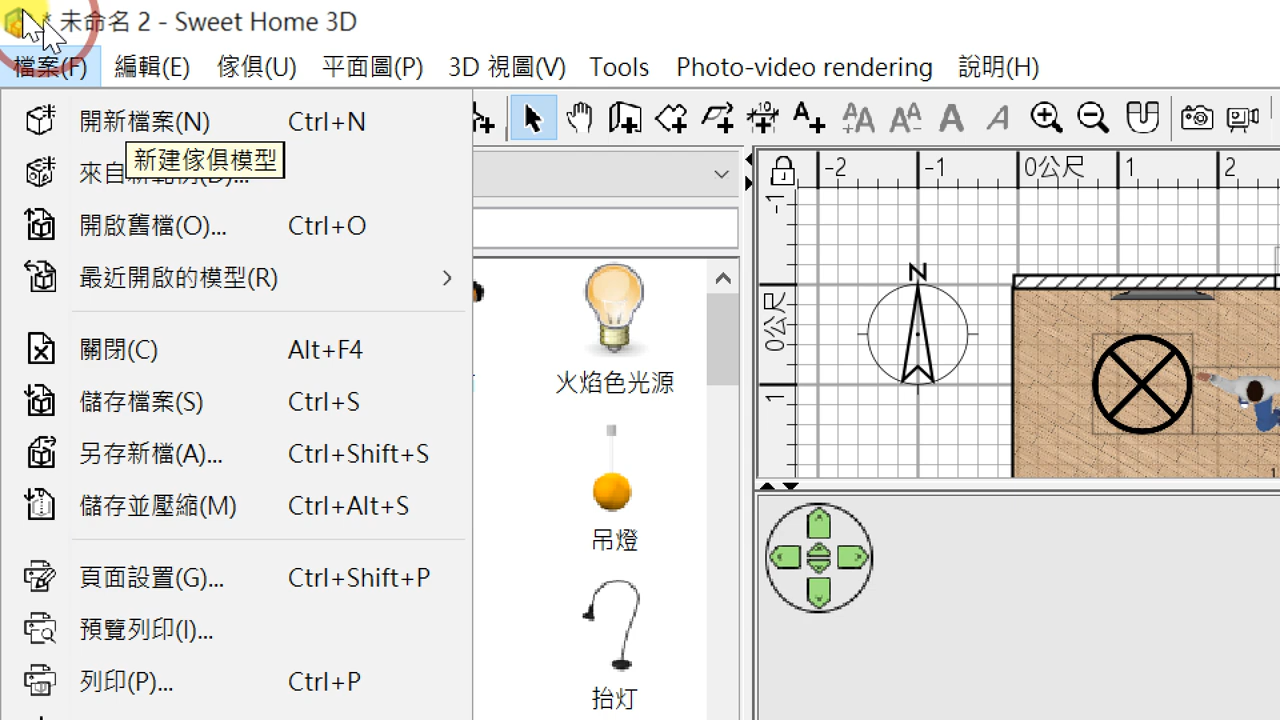 * 未命名 2 - Sweet Home 3D
檔案(F) 編輯(E) 傢俱(U) 平面圖(P) 3D 視圖(V) Tools Photo-video rendering 說明(H)
開新檔案(N) Ctrl+N
新建傢俱模型
開啟舊檔(O)... Ctrl+O
最近開啟的模型(R)
關閉(C) Alt+F4
儲存檔案(S) Ctrl+S
另存新檔(A)... Ctrl+Shift+S
儲存並壓縮(M) Ctrl+Alt+S
頁面設置(G)... Ctrl+Shift+P
預覽列印(I)...
列印(P)... Ctrl+P
火焰色光源
吊燈
抬灯
-2 -1 0公尺 1 2
-1
0公尺
1
N